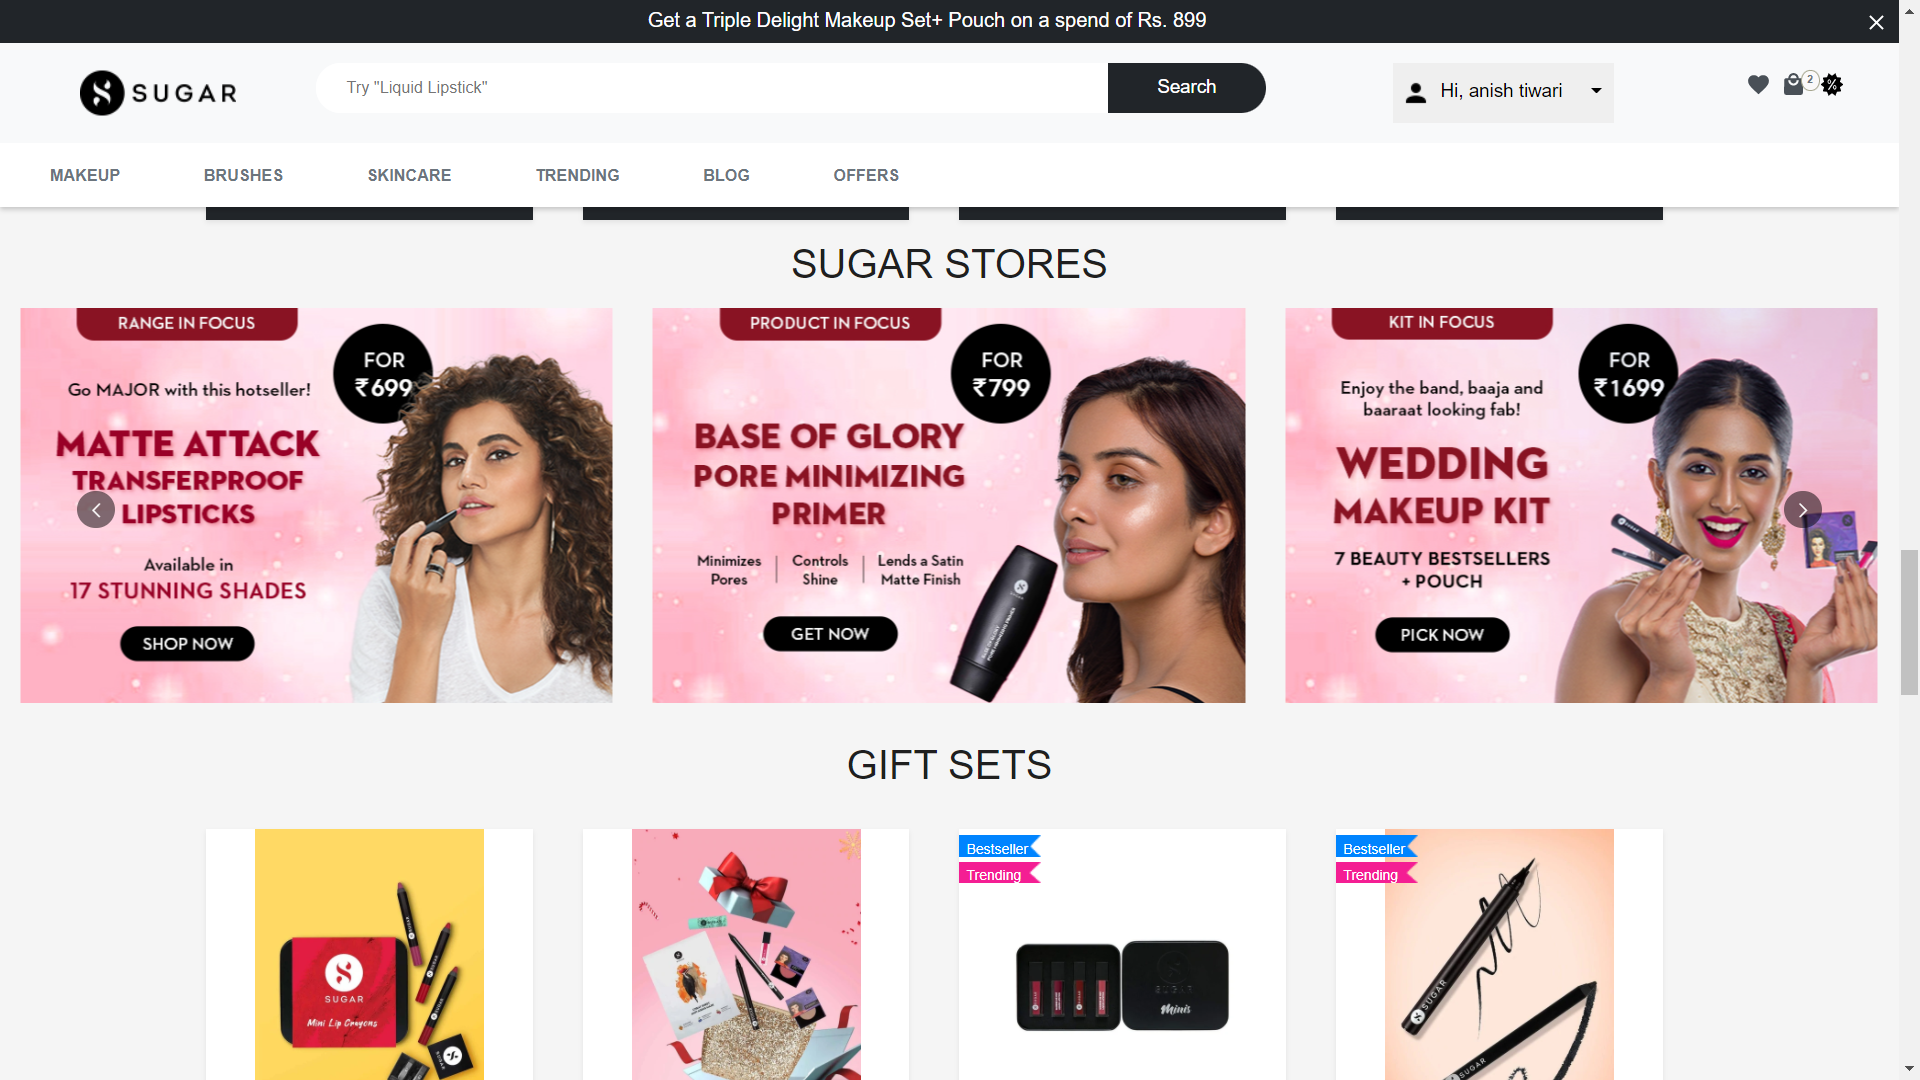 Get a Triple Delight Makeup Set+ Pouch on a spend of Rs. 899
SUGAR
Try "Liquid Lipstick"
Search
Hi, anish tiwari
2
%
MAKEUP
BRUSHES
SKINCARE
TRENDING
BLOG
OFFERS
SUGAR STORES
RANGE IN FOCUS
FOR
₹699
Go MAJOR with this hotseller!
MATTE ATTACK
TRANSFERPROOF
LIPSTICKS
Available in
17 STUNNING SHADES
SHOP NOW
PRODUCT IN FOCUS
FOR
₹799
BASE OF GLORY
PORE MINIMIZING
PRIMER
Minimizes
Pores
Controls
Shine
Lends a Satin
Matte Finish
GET NOW
KIT IN FOCUS
FOR
₹1699
Enjoy the band, baaja and
baaraat looking fab!
WEDDING
MAKEUP KIT
7 BEAUTY BESTSELLERS
+ POUCH
PICK NOW
GIFT SETS
SUGAR
Mini Lip Crayons
Bestseller
Trending
SUGAR
Minis
Bestseller
Trending
SUGAR
SUGAR